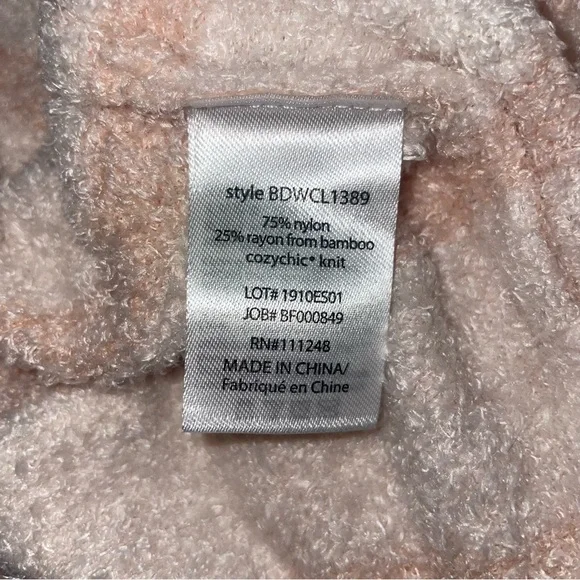 style BDWCL1389
75% nylon
25% rayon from bamboo
cozychic® knit
LOT# 1910ES01
JOB# BF000849
RN#111248
MADE IN CHINA/
Fabriqué en Chine